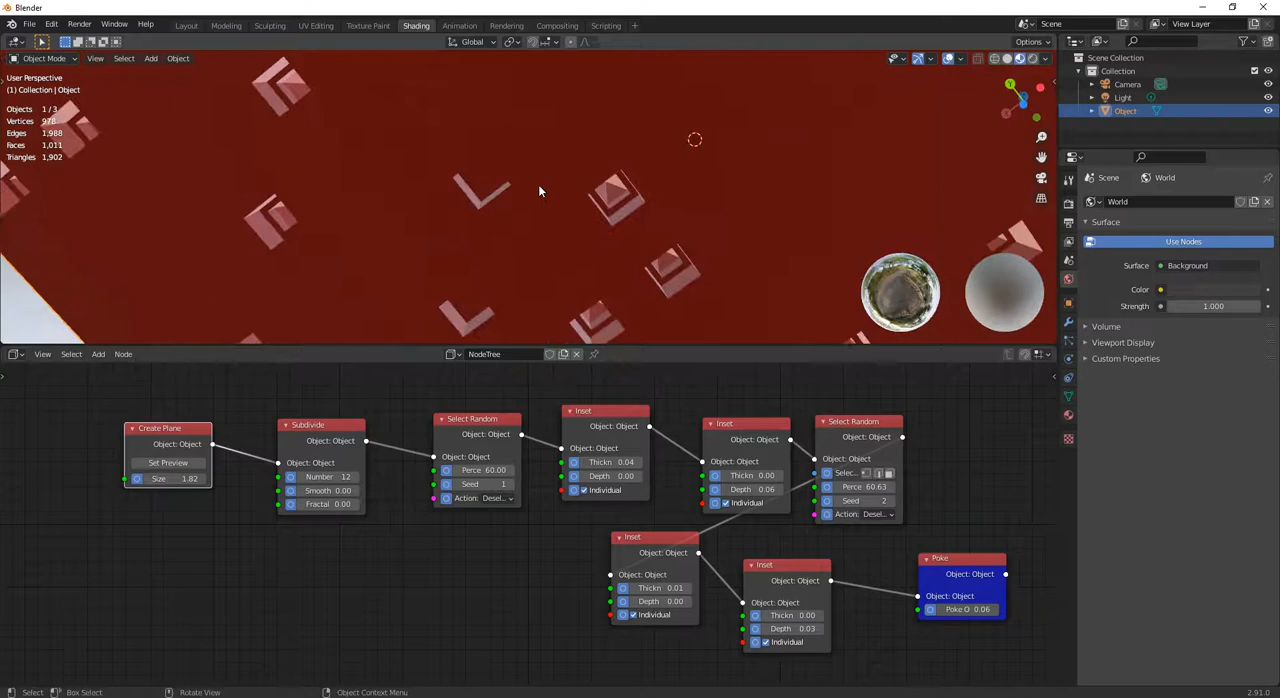 Blender
File Edit Render Window Help Layout Modeling Sculpting UV Editing Texture Paint Shading Animation Rendering Compositing Scripting + Scene View Layer
Global Options
Object Mode View Select Add Object
User Perspective
(1) Collection | Object
Objects 1 / 3
Vertices 978
Edges 1,988
Faces 1,011
Triangles 1,902
Y
Scene Collection
Collection
Camera
Light
Object
Scene World
World
Surface
Use Nodes
Surface Background
Color
Strength 1.000
Volume
Viewport Display
Custom Properties
View Select Add Node NodeTree
Create Plane
Object: Object
Set Preview
Size 1.82
Subdivide
Object: Object
Object: Object
Number 12
Smooth 0.00
Fractal 0.00
Select Random
Object: Object
Object: Object
Perce 60.00
Seed 1
Action: Desel...
Inset
Object: Object
Object: Object
Thickn 0.04
Depth 0.00
Individual
Inset
Object: Object
Object: Object
Thickn 0.00
Depth 0.06
Individual
Select Random
Object: Object
Object: Object
Selec...
Perce 60.63
Seed 2
Action: Desel...
Inset
Object: Object
Object: Object
Thickn 0.01
Depth 0.00
Individual
Inset
Object: Object
Object: Object
Thickn 0.00
Depth 0.03
Individual
Poke
Object: Object
Object: Object
Poke O 0.06
Select Box Select Rotate View Object Context Menu 2.91.0